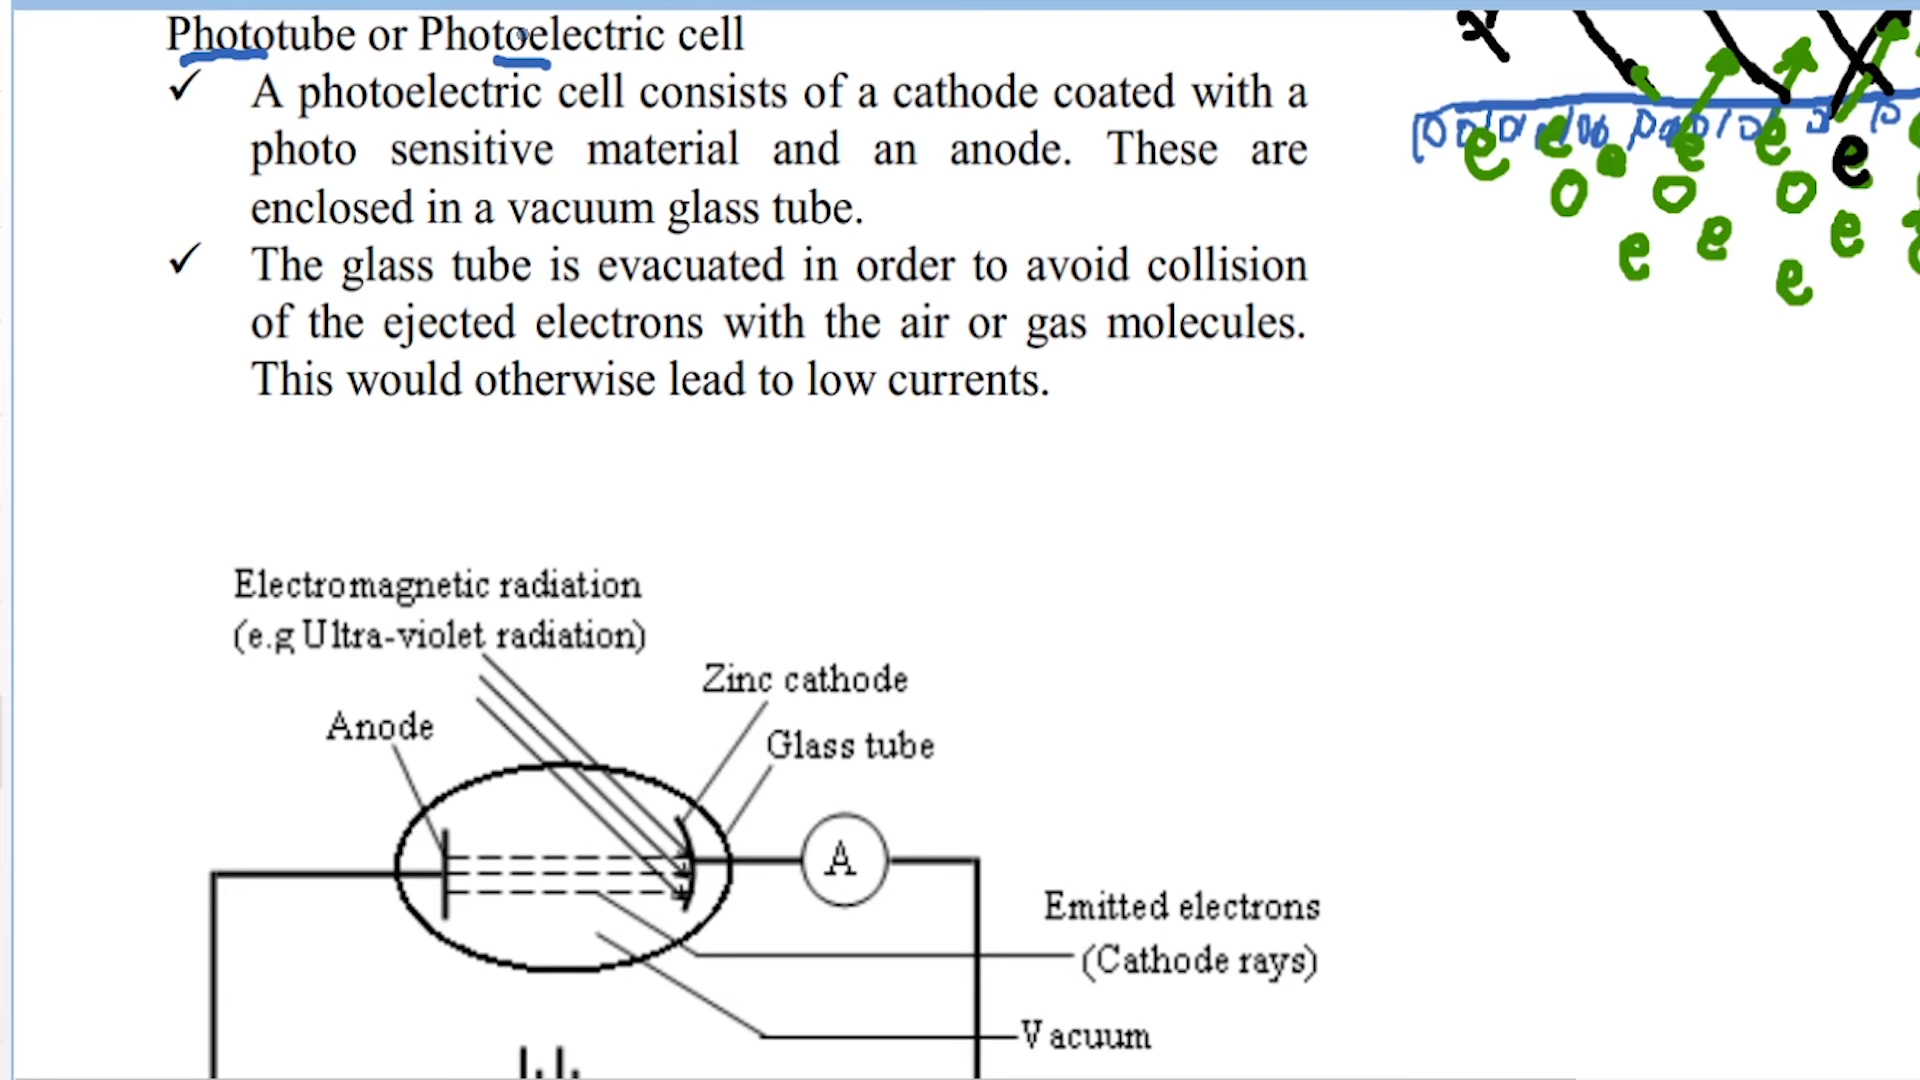 Phototube or Photoelectric cell
✓ A photoelectric cell consists of a cathode coated with a
photo sensitive material and an anode. These are
enclosed in a vacuum glass tube.
✓ The glass tube is evacuated in order to avoid collision
of the ejected electrons with the air or gas molecules.
This would otherwise lead to low currents.
e e e e e
e e e e
Electromagnetic radiation
(e.g Ultra-violet radiation)
Zinc cathode
Anode
Glass tube
A
Emitted electrons
(Cathode rays)
Vacuum